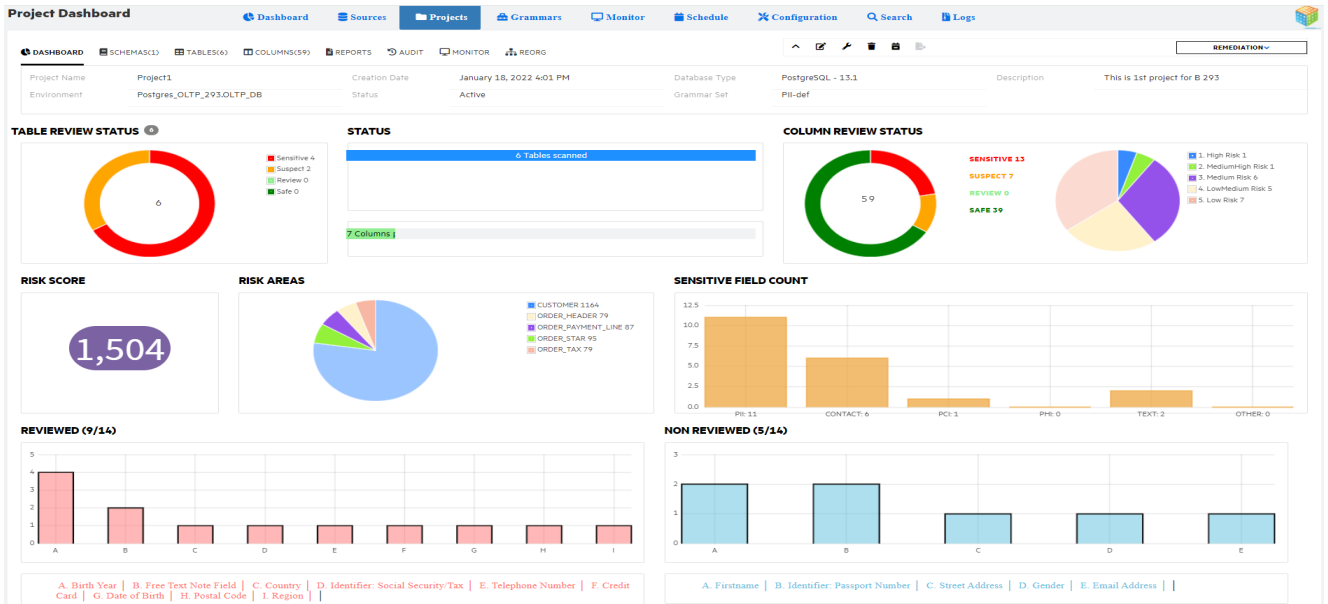 Project Dashboard
Dashboard Sources Projects Grammars Monitor Schedule Configuration Search Logs
DASHBOARD SCHEMAS(1) TABLES(6) COLUMNS(59) REPORTS AUDIT MONITOR REORG
REMEDIATION
Project Name Project1 Creation Date January 18, 2022 4:01 PM Database Type PostgreSQL - 13.1 Description This is 1st project for B 293
Environment Postgres_OLTP_293.OLTP_DB Status Active Grammar Set PII-def
TABLE REVIEW STATUS 6
Sensitive 4
Suspect 2
Review 0
Safe 0
6
STATUS
6 Tables scanned
7 Columns p
COLUMN REVIEW STATUS
59
SENSITIVE 13
SUSPECT 7
REVIEW 0
SAFE 39
1. High Risk 1
2. MediumHigh Risk 1
3. Medium Risk 6
4. LowMedium Risk 5
5. Low Risk 7
RISK SCORE
1,504
RISK AREAS
CUSTOMER 1164
ORDER_HEADER 79
ORDER_PAYMENT_LINE 87
ORDER_STAR 95
ORDER_TAX 79
SENSITIVE FIELD COUNT
12.5
10.0
7.5
5.0
2.5
0.0
PII: 11 CONTACT: 6 PCI: 1 PHI: 0 TEXT: 2 OTHER: 0
REVIEWED (9/14)
5
4
3
2
1
0
A B C D E F G H I
A. Birth Year | B. Free Text Note Field | C. Country | D. Identifier: Social Security/Tax | E. Telephone Number | F. Credit
Card | G. Date of Birth | H. Postal Code | I. Region |
NON REVIEWED (5/14)
3
2
1
0
A B C D E
A. Firstname | B. Identifier: Passport Number | C. Street Address | D. Gender | E. Email Address |